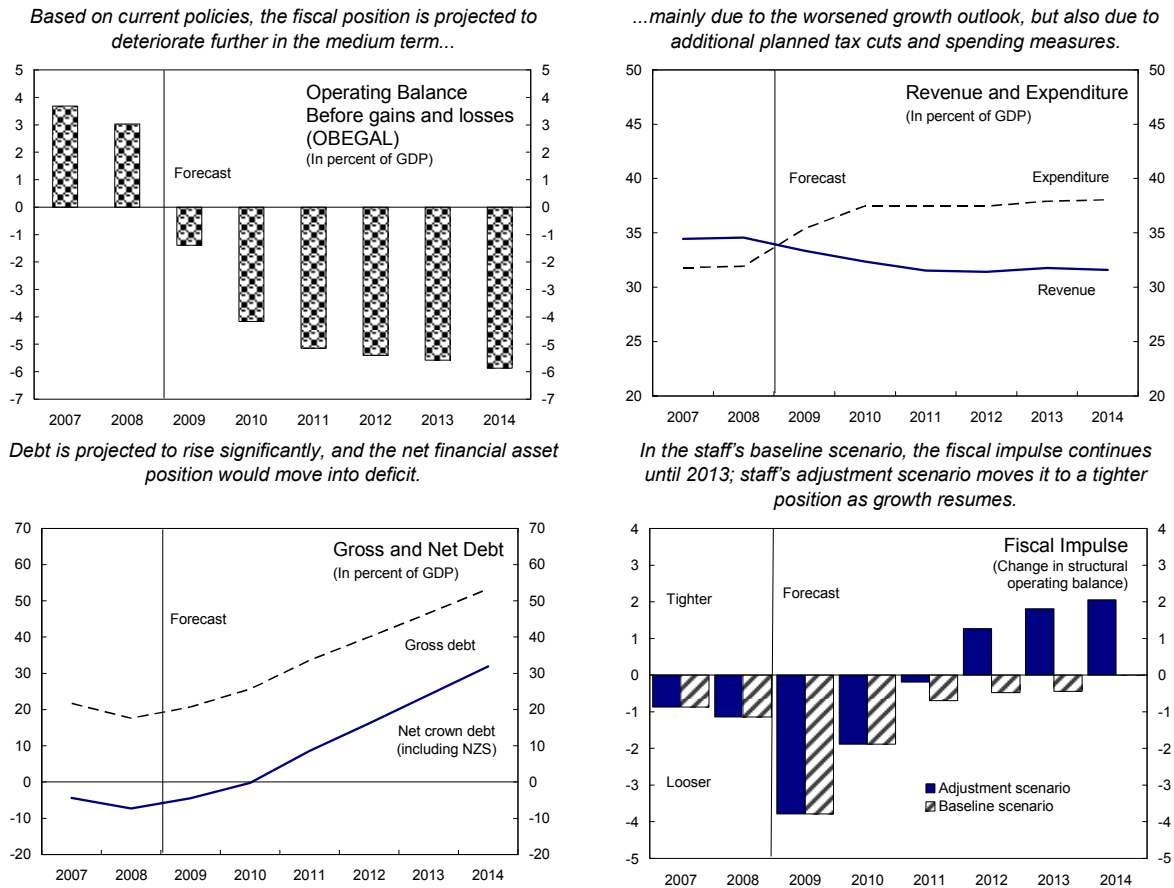 Based on current policies, the fiscal position is projected to
deteriorate further in the medium term...
5
4
3
2
1
0
-1
-2
-3
-4
-5
-6
-7
Operating Balance
Before gains and losses
(OBEGAL)
(In percent of GDP)
Forecast
5
4
3
2
1
0
-1
-2
-3
-4
-5
-6
-7
2007 2008 2009 2010 2011 2012 2013 2014
...mainly due to the worsened growth outlook, but also due to
additional planned tax cuts and spending measures.
50
45
40
35
30
25
20
Revenue and Expenditure
(In percent of GDP)
Forecast
Expenditure
Revenue
50
45
40
35
30
25
20
2007 2008 2009 2010 2011 2012 2013 2014
Debt is projected to rise significantly, and the net financial asset
position would move into deficit.
70
60
50
40
30
20
10
0
-10
-20
Gross and Net Debt
(In percent of GDP)
Forecast
Gross debt
Net crown debt
(including NZS)
70
60
50
40
30
20
10
0
-10
-20
2007 2008 2009 2010 2011 2012 2013 2014
In the staff's baseline scenario, the fiscal impulse continues
until 2013; staff's adjustment scenario moves it to a tighter
position as growth resumes.
4
3
2
1
0
-1
-2
-3
-4
-5
Fiscal Impulse
(Change in structural
operating balance)
Tighter
Forecast
Looser
Adjustment scenario
Baseline scenario
4
3
2
1
0
-1
-2
-3
-4
-5
2007 2008 2009 2010 2011 2012 2013 2014